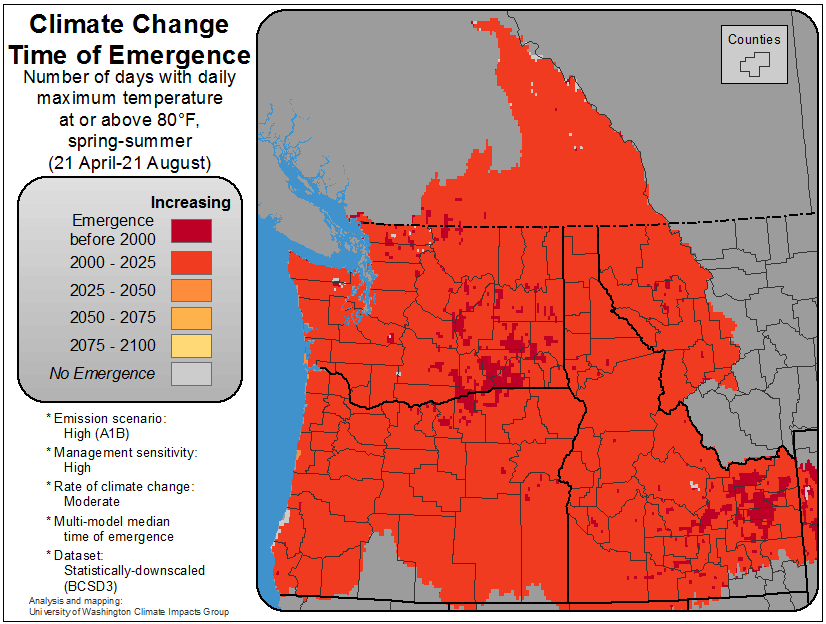 Climate Change
Time of Emergence
Number of days with daily
maximum temperature
at or above 80°F,
spring-summer
(21 April-21 August)
Increasing
Emergence
before 2000
2000 - 2025
2025 - 2050
2050 - 2075
2075 - 2100
No Emergence
* Emission scenario:
High (A1B)
* Management sensitivity:
High
* Rate of climate change:
Moderate
* Multi-model median
time of emergence
* Dataset:
Statistically-downscaled
(BCSD3)
Analysis and mapping:
University of Washington Climate Impacts Group
Counties